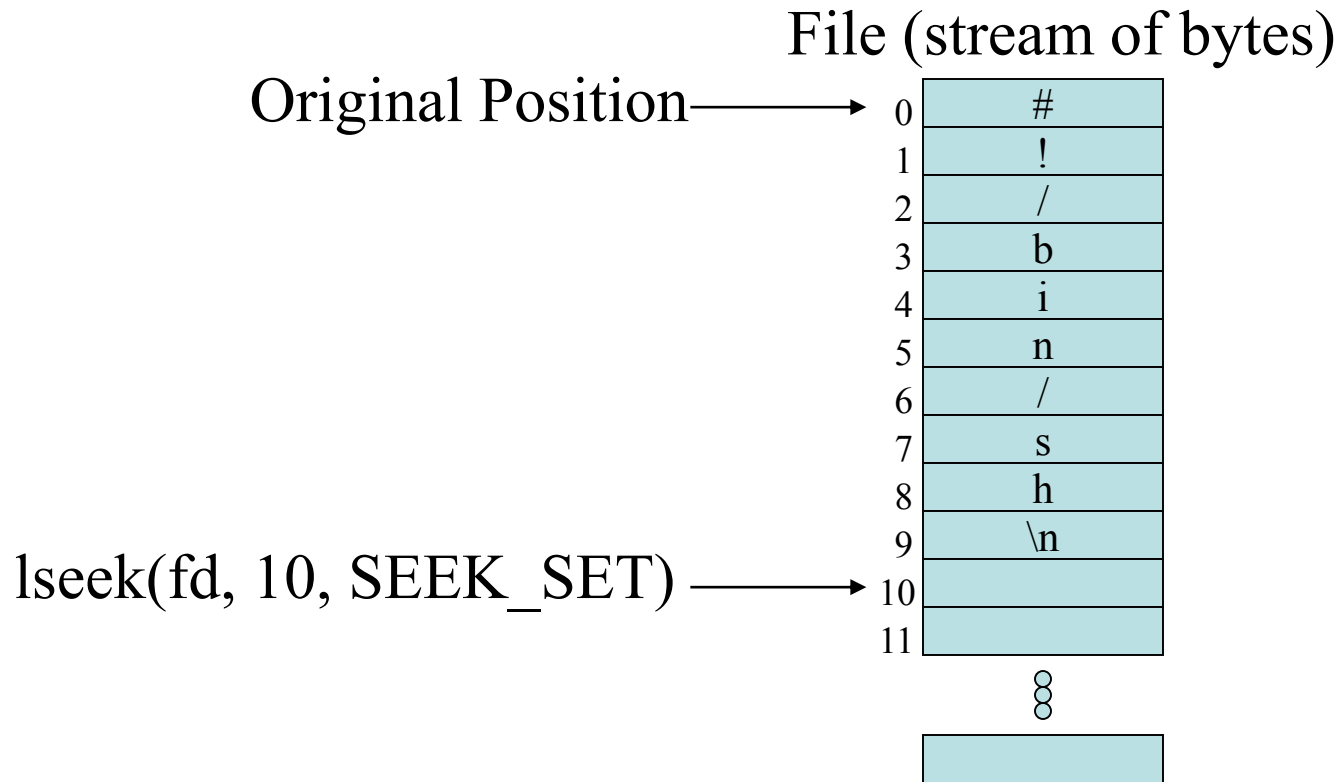 File (stream of bytes)
Original Position
0 #
1 !
2 /
3 b
4 i
5 n
6 /
7 s
8 h
9 \n
lseek(fd, 10, SEEK_SET)
10
11